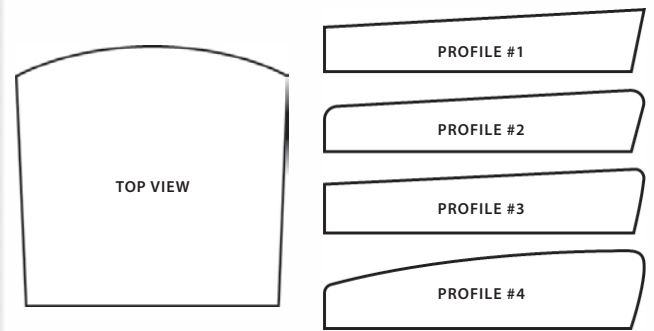 TOP VIEW
PROFILE #1
PROFILE #2
PROFILE #3
PROFILE #4